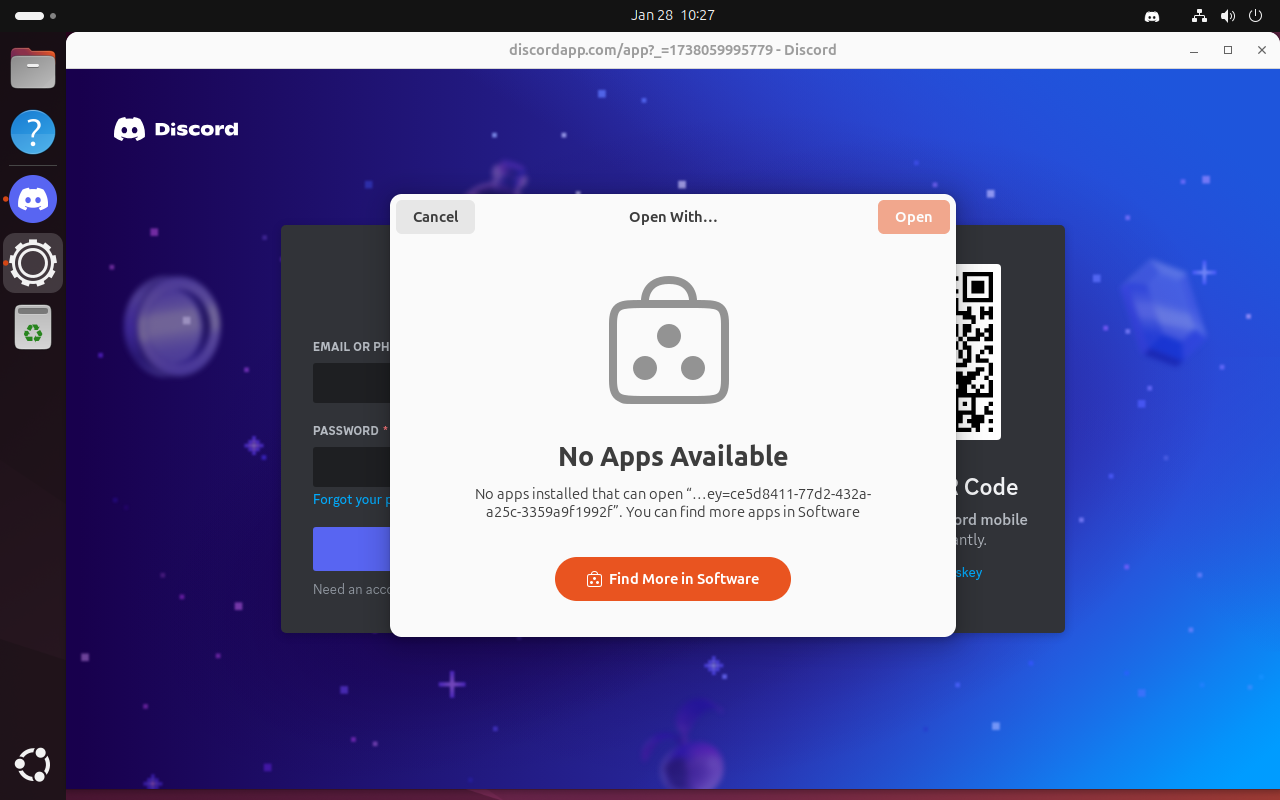 Jan 28 10:27
discordapp.com/app?_=1738059995779 - Discord
Discord
Cancel
Open With…
Open
EMAIL OR PH
No Apps Available
PASSWORD *
No apps installed that can open “…ey=ce5d8411-77d2-432a-
a25c-3359a9f1992f”. You can find more apps in Software
Forgot your p
R Code
ord mobile
antly.
Find More in Software
skey
Need an acco